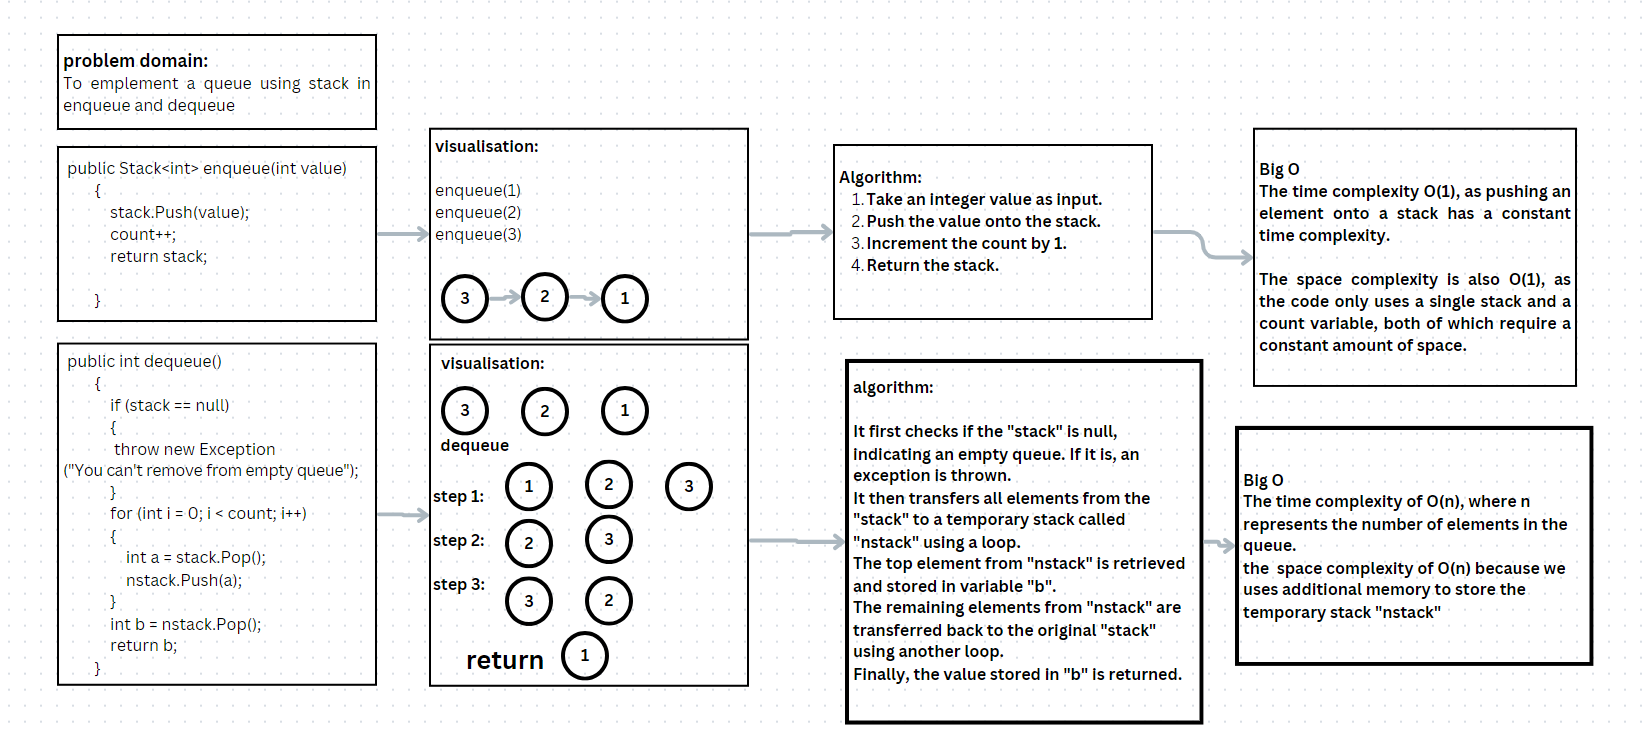 problem domain:
To emplement a queue using stack in
enqueue and dequeue
public Stack<int> enqueue(int value)
{
stack.Push(value);
count++;
return stack;
}
visualisation:
enqueue(1)
enqueue(2)
enqueue(3)
3 2 1
Algorithm:
1. Take an integer value as input.
2. Push the value onto the stack.
3. Increment the count by 1.
4. Return the stack.
Big O
The time complexity O(1), as pushing an
element onto a stack has a constant
time complexity.
The space complexity is also O(1), as
the code only uses a single stack and a
count variable, both of which require a
constant amount of space.
public int dequeue()
{
if (stack == null)
{
throw new Exception
("You can't remove from empty queue");
}
for (int i = 0; i < count; i++)
{
int a = stack.Pop();
nstack.Push(a);
}
int b = nstack.Pop();
return b;
}
visualisation:
3 2 1
dequeue
step 1: 1 2 3
step 2: 2 3
step 3: 3 2
return 1
algorithm:
It first checks if the "stack" is null,
indicating an empty queue. If it is, an
exception is thrown.
It then transfers all elements from the
"stack" to a temporary stack called
"nstack" using a loop.
The top element from "nstack" is retrieved
and stored in variable "b".
The remaining elements from "nstack" are
transferred back to the original "stack"
using another loop.
Finally, the value stored in "b" is returned.
Big O
The time complexity of O(n), where n
represents the number of elements in the
queue.
the space complexity of O(n) because we
uses additional memory to store the
temporary stack "nstack"